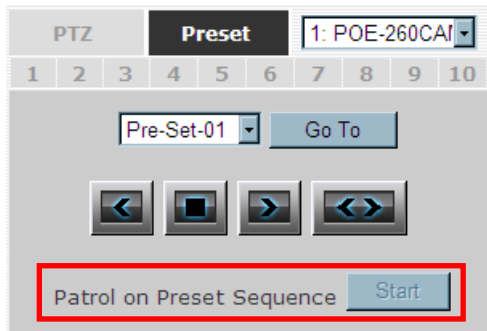 PTZ Preset 1: POE-260CAM
1 2 3 4 5 6 7 8 9 10
Pre-Set-01 Go To
Patrol on Preset Sequence Start